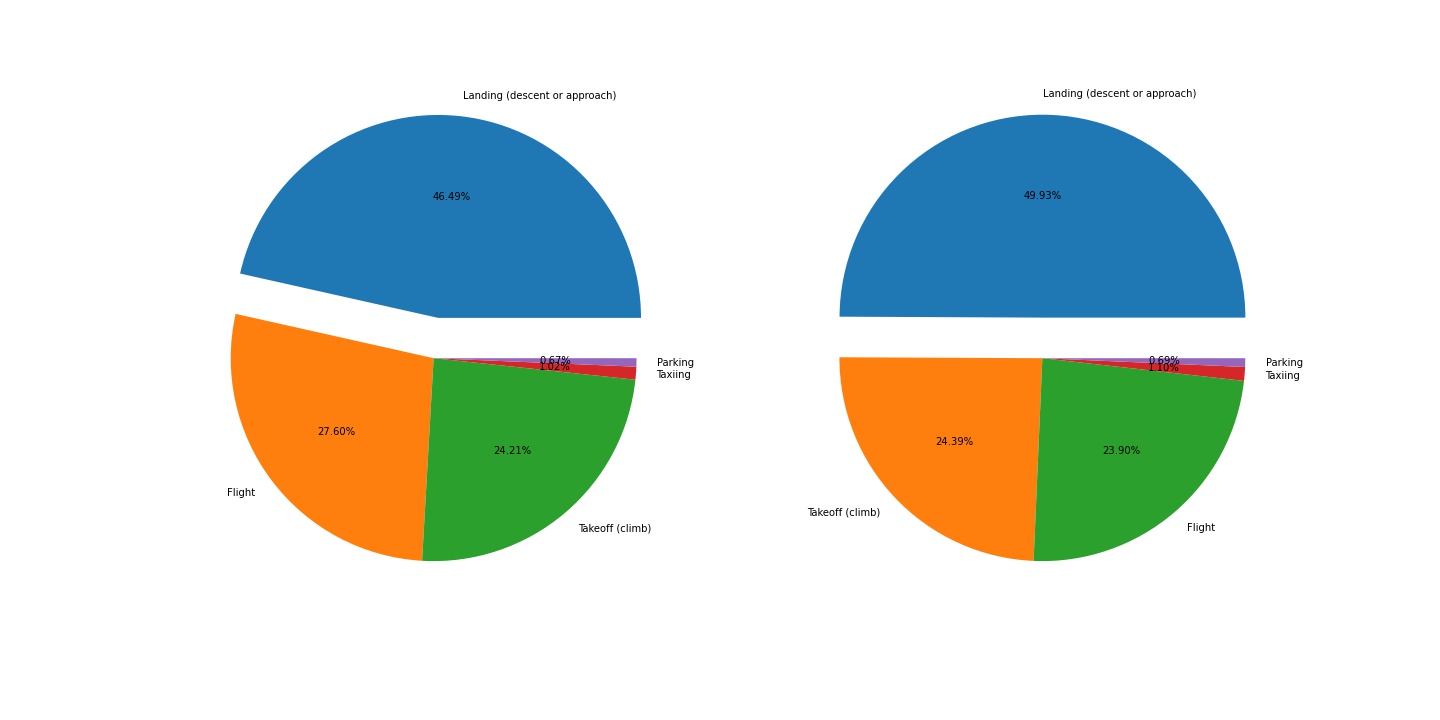 Landing (descent or approach)
46.49%
27.60%
Flight
24.21%
Takeoff (climb)
1.02%
Taxiing
0.67%
Parking
Landing (descent or approach)
49.93%
24.39%
Takeoff (climb)
23.90%
Flight
1.10%
Taxiing
0.69%
Parking